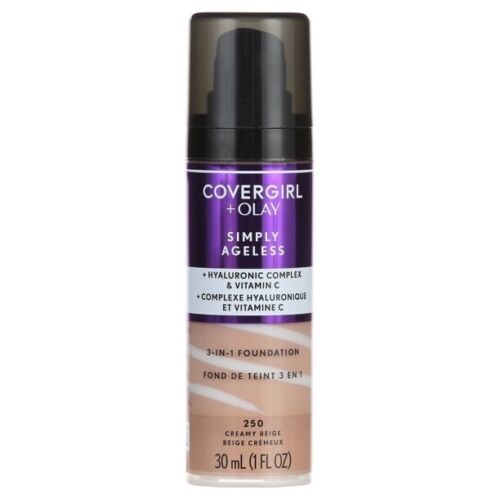 COVERGIRL
+OLAY
SIMPLY
AGELESS
+ HYALURONIC COMPLEX
& VITAMIN C
+ COMPLEXE HYALURONIQUE
ET VITAMINE C
3-IN-1 FOUNDATION
FOND DE TEINT 3 EN 1
250
CREAMY BEIGE
BEIGE CRÉMEUX
30 mL (1 FL OZ)